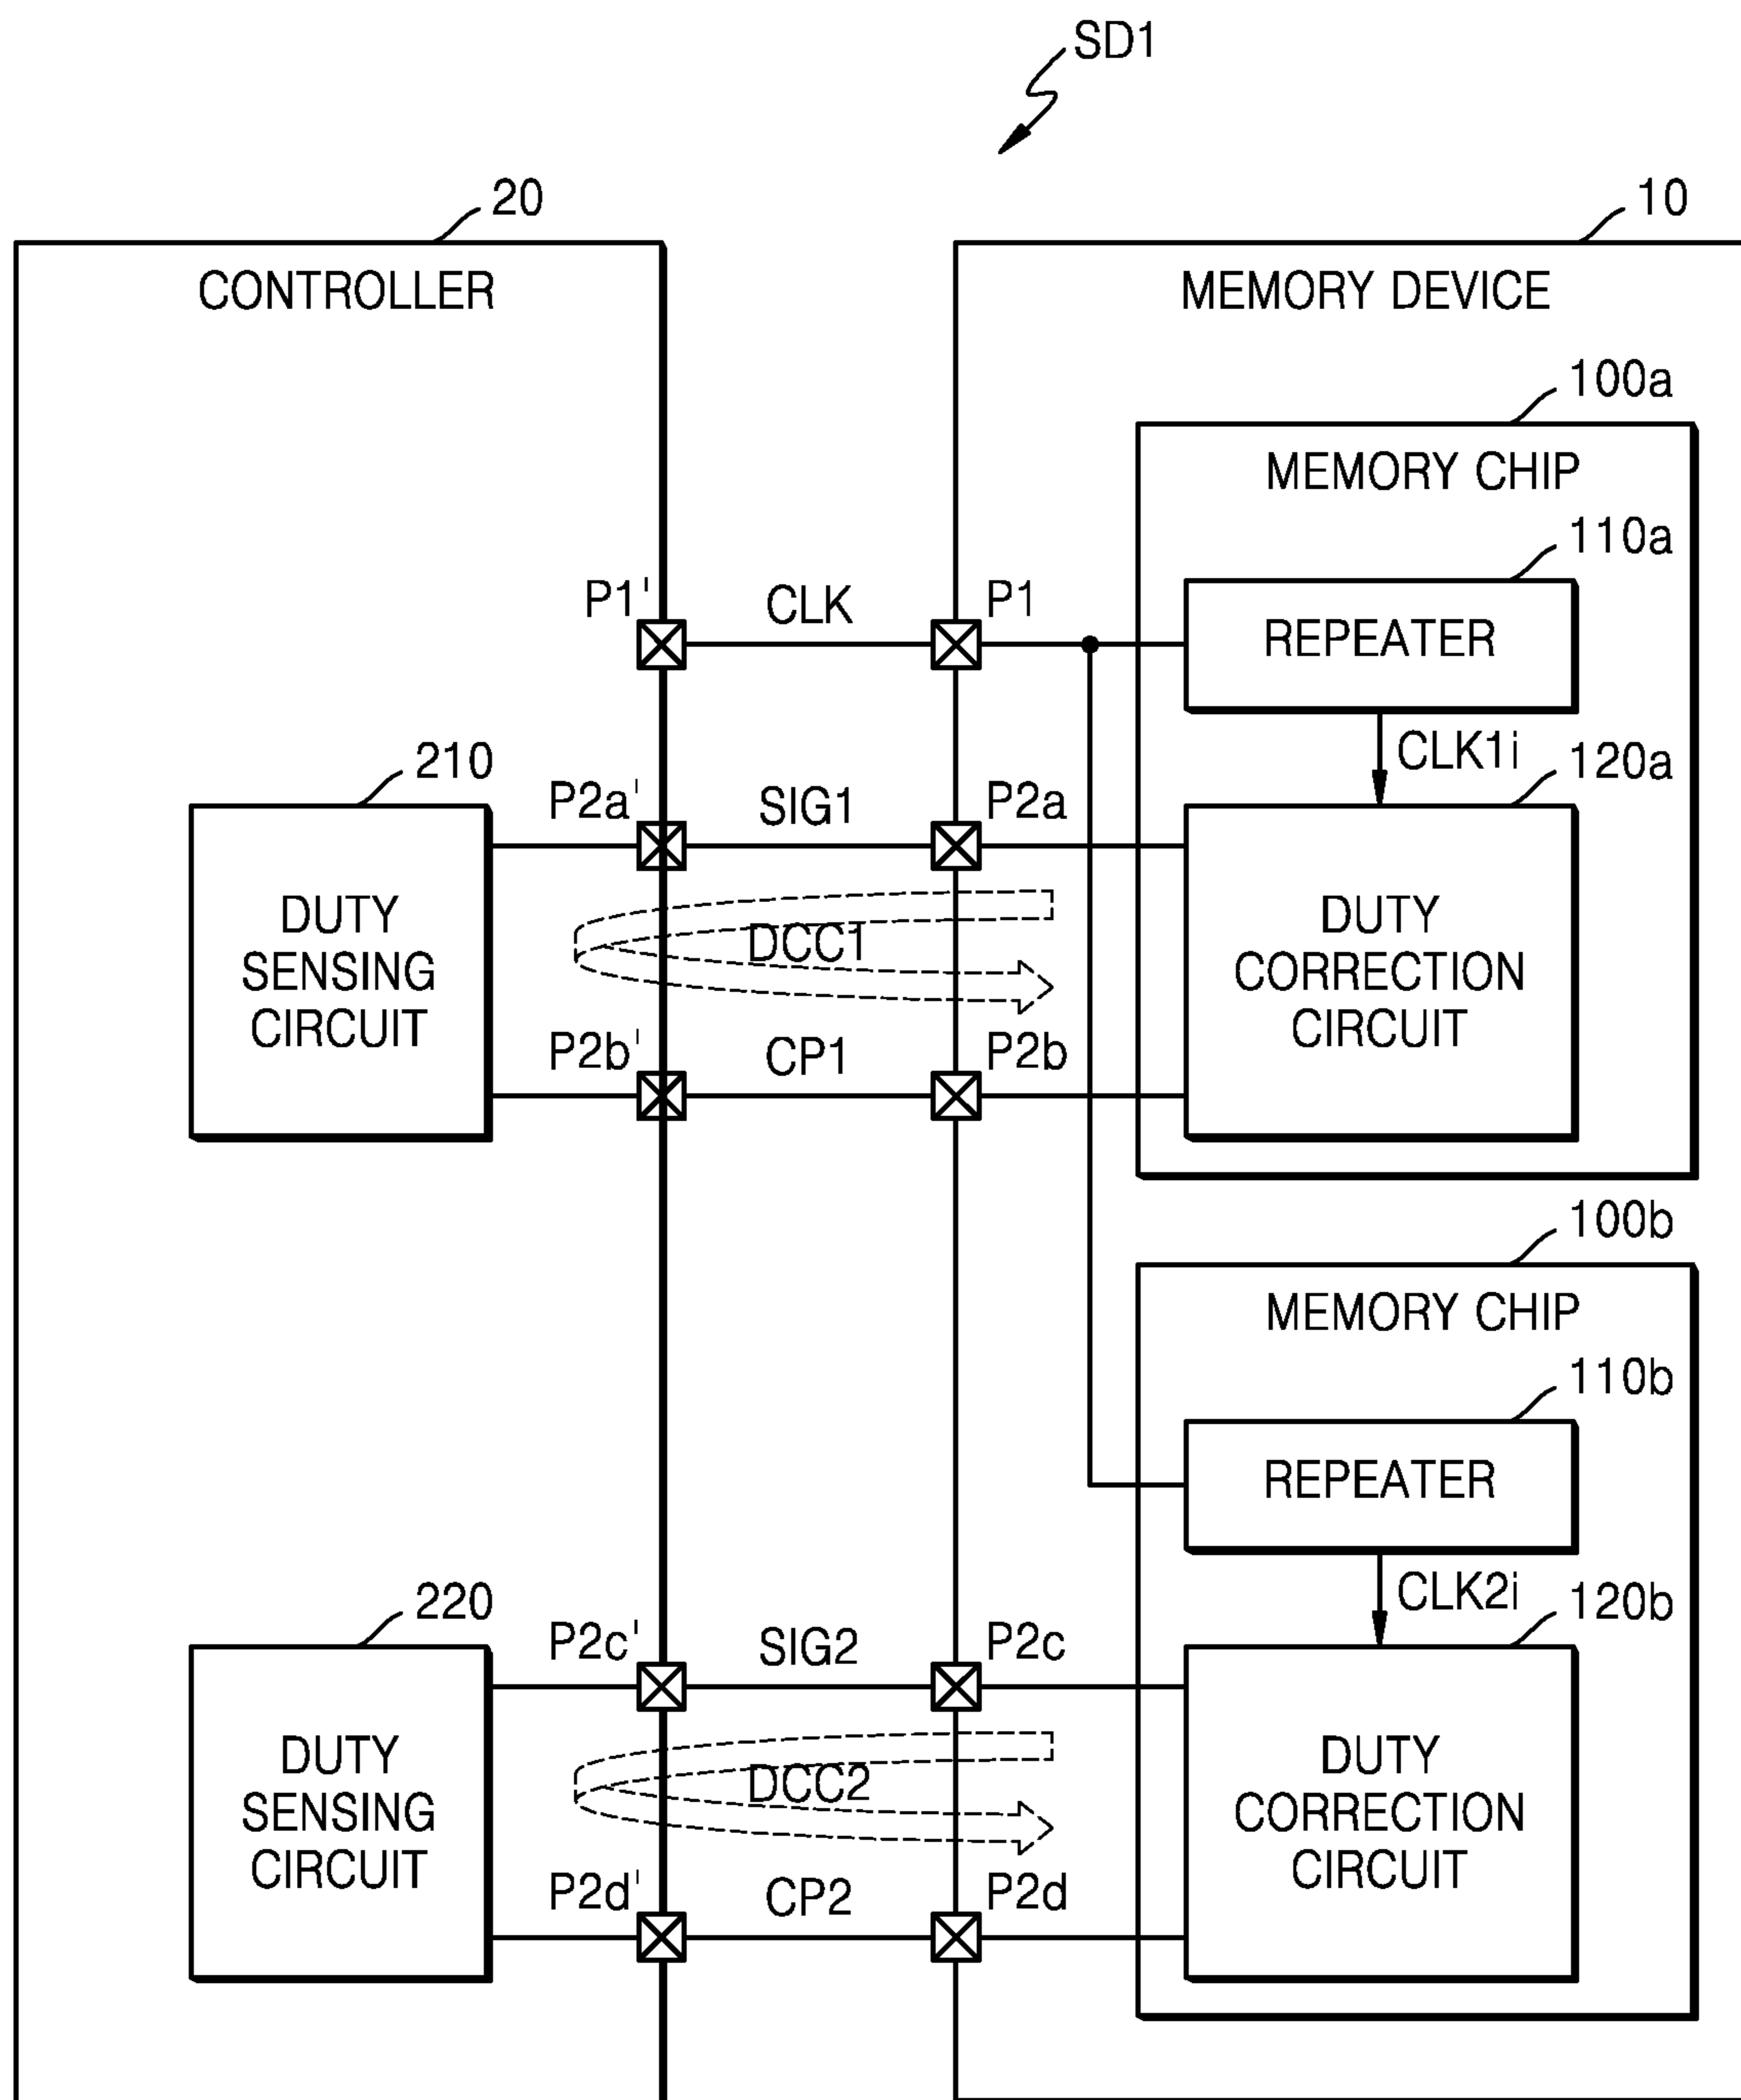 SD1
20
10
CONTROLLER
MEMORY DEVICE
100a
MEMORY CHIP
110a
P1'
CLK
P1
REPEATER
CLK1i
210
120a
P2a'
SIG1
P2a
DUTY
SENSING
CIRCUIT
DCC1
DUTY
CORRECTION
CIRCUIT
P2b'
CP1
P2b
100b
MEMORY CHIP
110b
REPEATER
CLK2i
220
120b
P2c'
SIG2
P2c
DUTY
SENSING
CIRCUIT
DCC2
DUTY
CORRECTION
CIRCUIT
P2d'
CP2
P2d